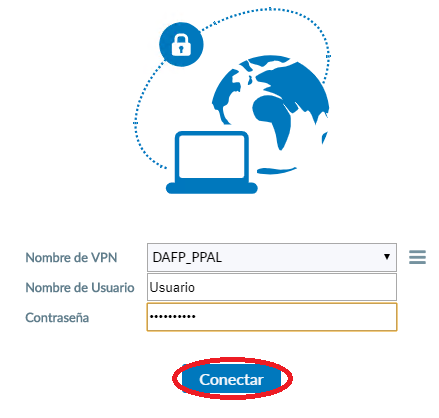 Nombre de VPN DAFP_PPAL
Nombre de Usuario Usuario
Contraseña ••••••••••
Conectar